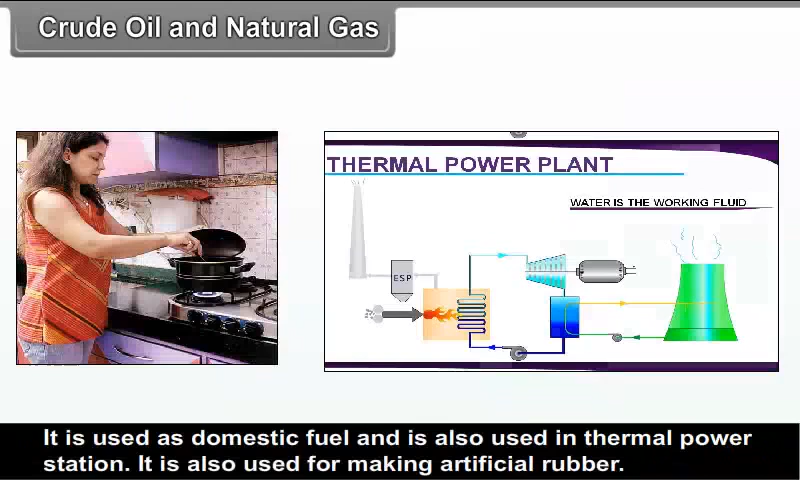 Crude Oil and Natural Gas
THERMAL POWER PLANT
WATER IS THE WORKING FLUID
ESP
It is used as domestic fuel and is also used in thermal power
station. It is also used for making artificial rubber.